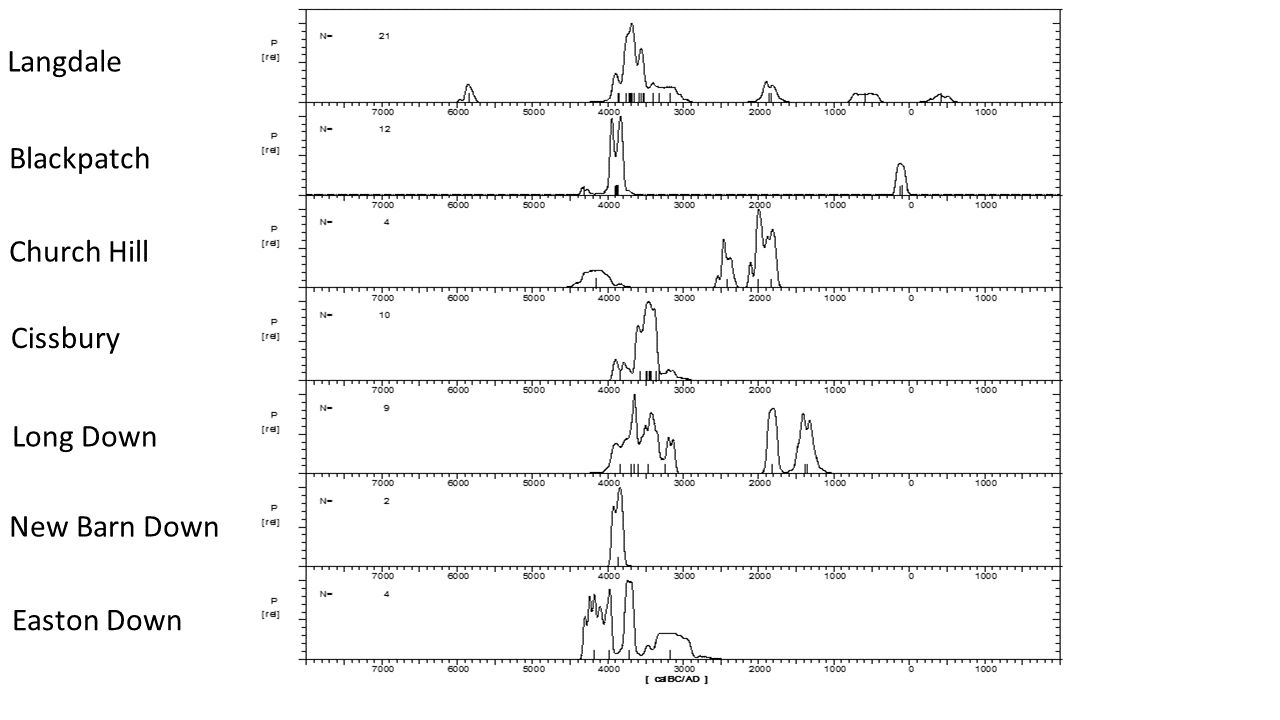 Langdale
P
[rel]
N= 21
7000 6000 5000 4000 3000 2000 1000 0 1000
Blackpatch
P
[rel]
N= 12
7000 6000 5000 4000 3000 2000 1000 0 1000
Church Hill
P
[rel]
N= 4
7000 6000 5000 4000 3000 2000 1000 0 1000
Cissbury
P
[rel]
N= 10
7000 6000 5000 4000 3000 2000 1000 0 1000
Long Down
P
[rel]
N= 9
7000 6000 5000 4000 3000 2000 1000 0 1000
New Barn Down
P
[rel]
N= 2
7000 6000 5000 4000 3000 2000 1000 0 1000
Easton Down
P
[rel]
N= 4
7000 6000 5000 4000 3000 2000 1000 0 1000
[ calBC/AD ]